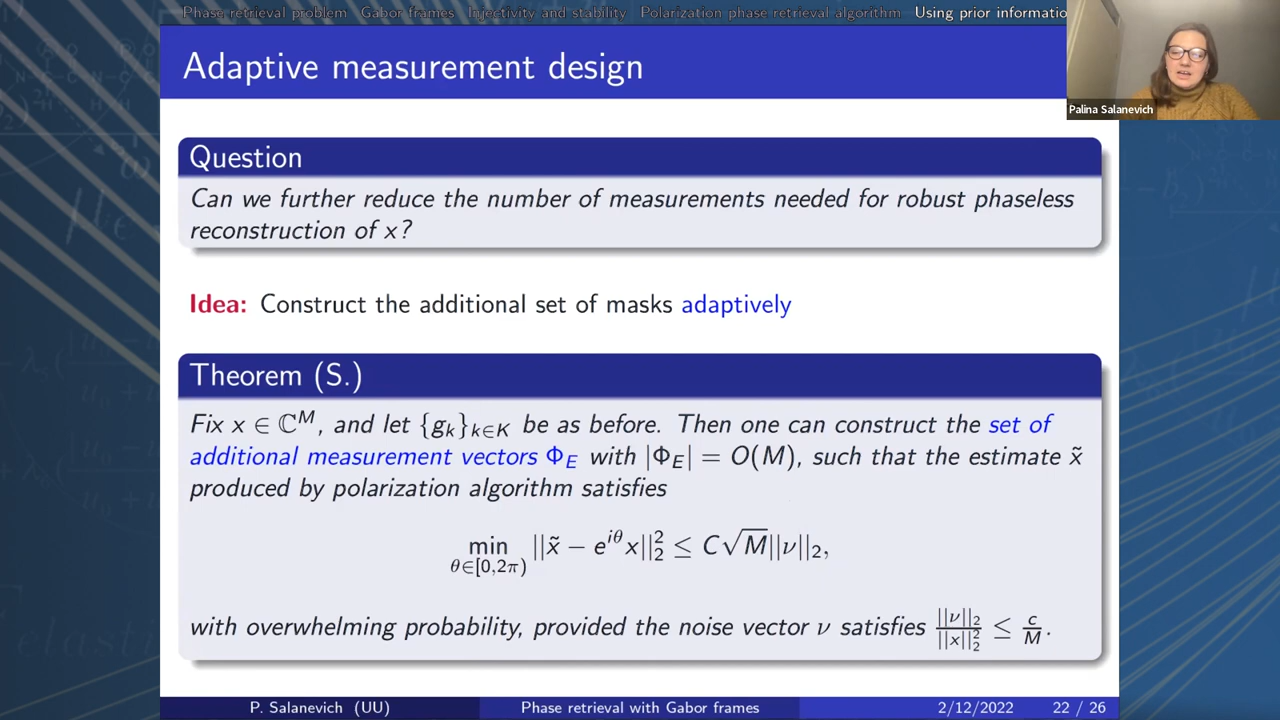 Phase retrieval problem Gabor frames Injectivity and stability Polarization phase retrieval algorithm Using prior informatio
Adaptive measurement design
Palina Salanevich
Question
Can we further reduce the number of measurements needed for robust phaseless
reconstruction of x?
Idea: Construct the additional set of masks adaptively
Theorem (S.)
Fix x ∈ ℂ^M, and let {g_k}_{k∈K} be as before. Then one can construct the set of
additional measurement vectors Φ_E with |Φ_E| = O(M), such that the estimate x̃
produced by polarization algorithm satisfies
min_{θ∈[0,2π)} ||x̃ − e^{iθ}x||_2^2 ≤ C√M||ν||_2,
with overwhelming probability, provided the noise vector ν satisfies ||ν||_2/||x||_2^2 ≤ c/M.
P. Salanevich (UU) Phase retrieval with Gabor frames 2/12/2022 22 / 26